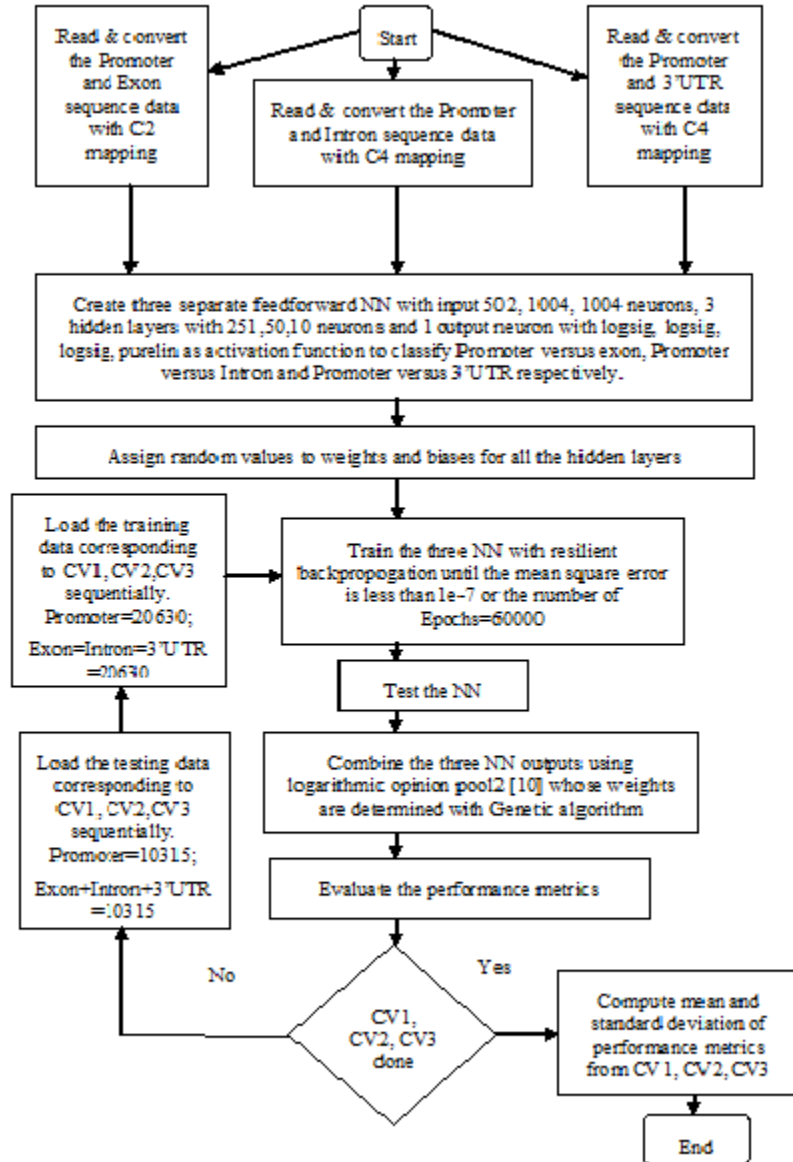 Start
Read & convert
the Promoter
and Exon
sequence data
with C2
mapping
Read & convert the Promoter
and Intron sequence data
with C4 mapping
Read & convert
the Promoter
and 3'UTR
sequence data
with C4
mapping
Create three separate feedforward NN with input 502, 1004, 1004 neurons, 3
hidden layers with 251,50,10 neurons and 1 output neuron with logsig, logsig,
logsig, purelin as activation function to classify Promoter versus exon, Promoter
versus Intron and Promoter versus 3'UTR respectively.
Assign random values to weights and biases for all the hidden layers
Load the training
data corresponding
to CV1, CV2,CV3
sequentially.
Promoter=20630;
Exon=Intron=3'UTR
=20630
Train the three NN with resilient
backpropogation until the mean square error
is less than 1e-7 or the number of
Epochs=60000
Test the NN
Load the testing data
corresponding to
CV1, CV2,CV3
sequentially.
Promoter=10315;
Exon+Intron+3'UTR
=10315
Combine the three NN outputs using
logarithmic opinion pool2 [10] whose weights
are determined with Genetic algorithm
Evaluate the performance metrics
No
Yes
CV1,
CV2, CV3
done
Compute mean and
standard deviation of
performance metrics
from CV1, CV2, CV3
End